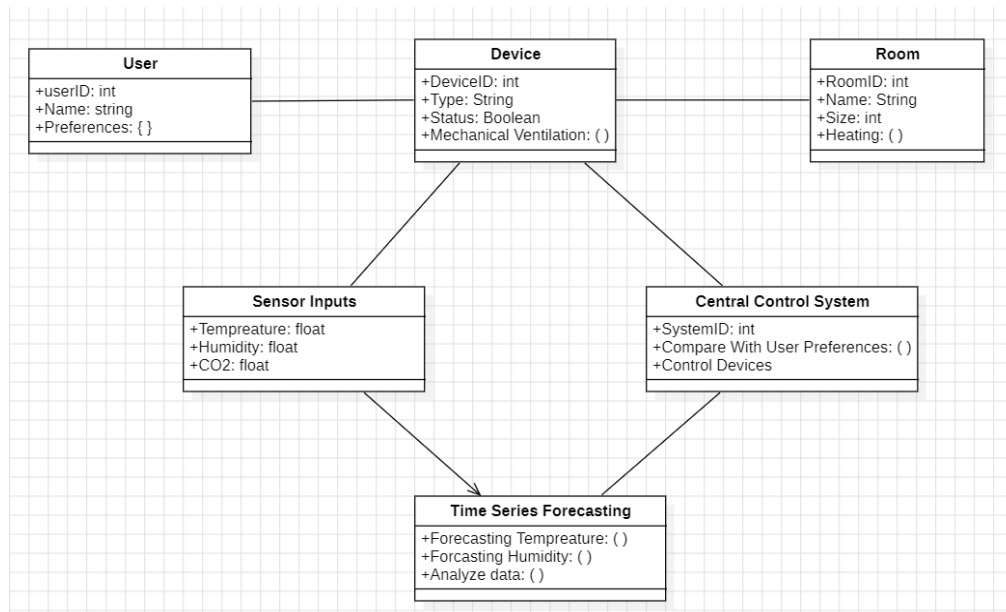 User
+userID: int
+Name: string
+Preferences: { }
Device
+DeviceID: int
+Type: String
+Status: Boolean
+Mechanical Ventilation: ( )
Room
+RoomID: int
+Name: String
+Size: int
+Heating: ( )
Sensor Inputs
+Tempreature: float
+Humidity: float
+CO2: float
Central Control System
+SystemID: int
+Compare With User Preferences: ( )
+Control Devices
Time Series Forecasting
+Forecasting Tempreature: ( )
+Forcasting Humidity: ( )
+Analyze data: ( )